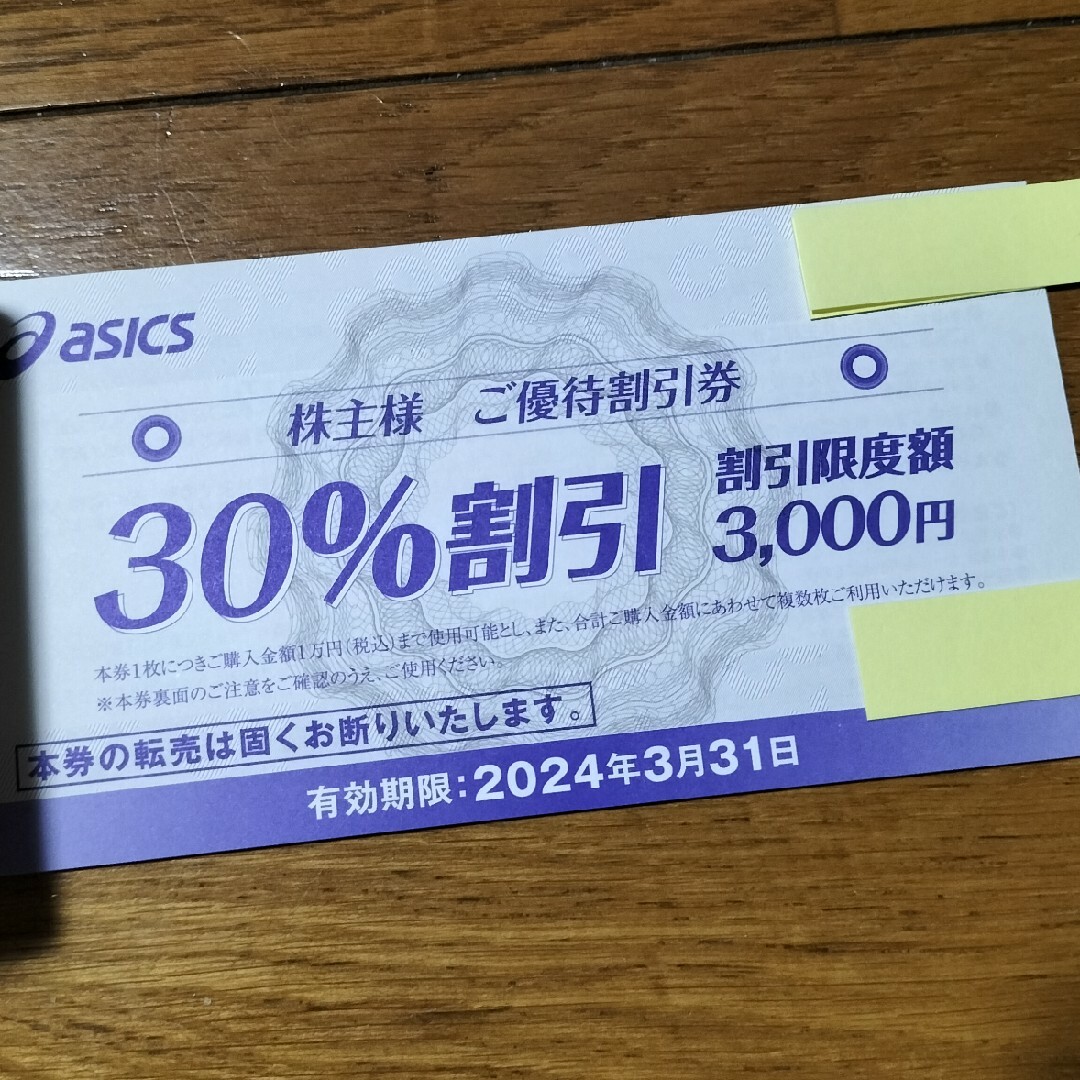 asics
株主様 ご優待割引券
30%割引
割引限度額
3,000円
本券1枚につきご購入金額1万円(税込)まで使用可能とし、また、合計ご購入金額にあわせて複数枚ご利用いただけます。
※本券裏面のご注意をご確認のうえ、ご使用ください。
本券の転売は固くお断りいたします。
有効期限:2024年3月31日